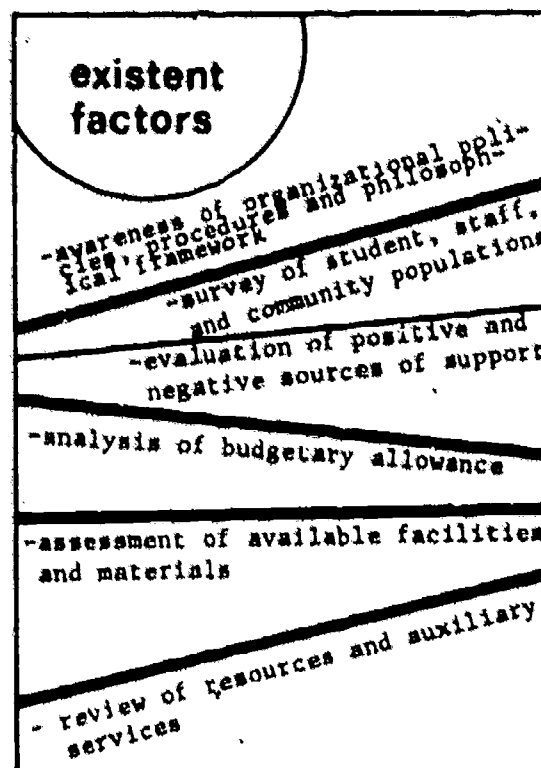 existent
factors
-awareness of organizational poli-
cies, procedures and philosoph-
ical framework
-survey of student, staff,
and community populations
-evaluation of positive and
negative sources of support
-analysis of budgetary allowance
-assessment of available facilities
and materials
- review of resources and auxiliary
services